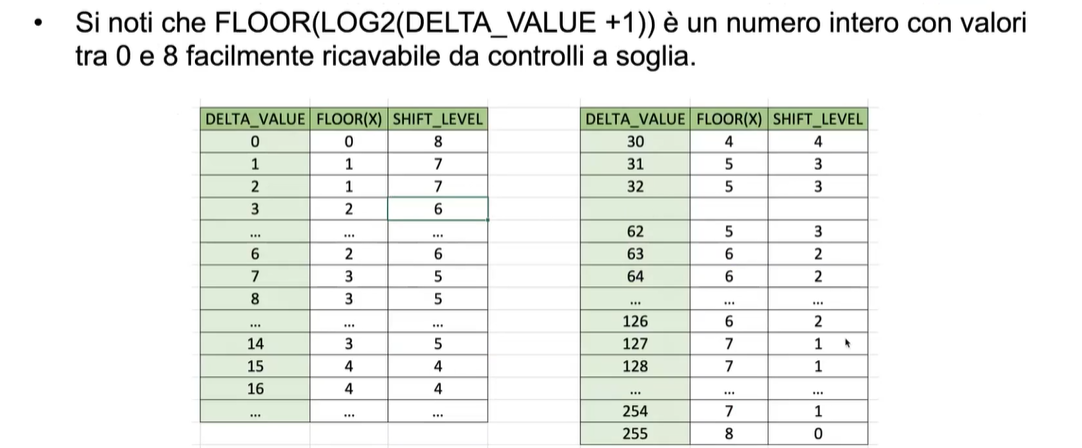 • Si noti che FLOOR(LOG2(DELTA_VALUE +1)) è un numero intero con valori
tra 0 e 8 facilmente ricavabile da controlli a soglia.
DELTA_VALUE FLOOR(X) SHIFT_LEVEL
0 0 8
1 1 7
2 1 7
3 2 6
... ... ...
6 2 6
7 3 5
8 3 5
... ... ...
14 3 5
15 4 4
16 4 4
... ... ...
DELTA_VALUE FLOOR(X) SHIFT_LEVEL
30 4 4
31 5 3
32 5 3
62 5 3
63 6 2
64 6 2
... ... ...
126 6 2
127 7 1
128 7 1
... ... ...
254 7 1
255 8 0